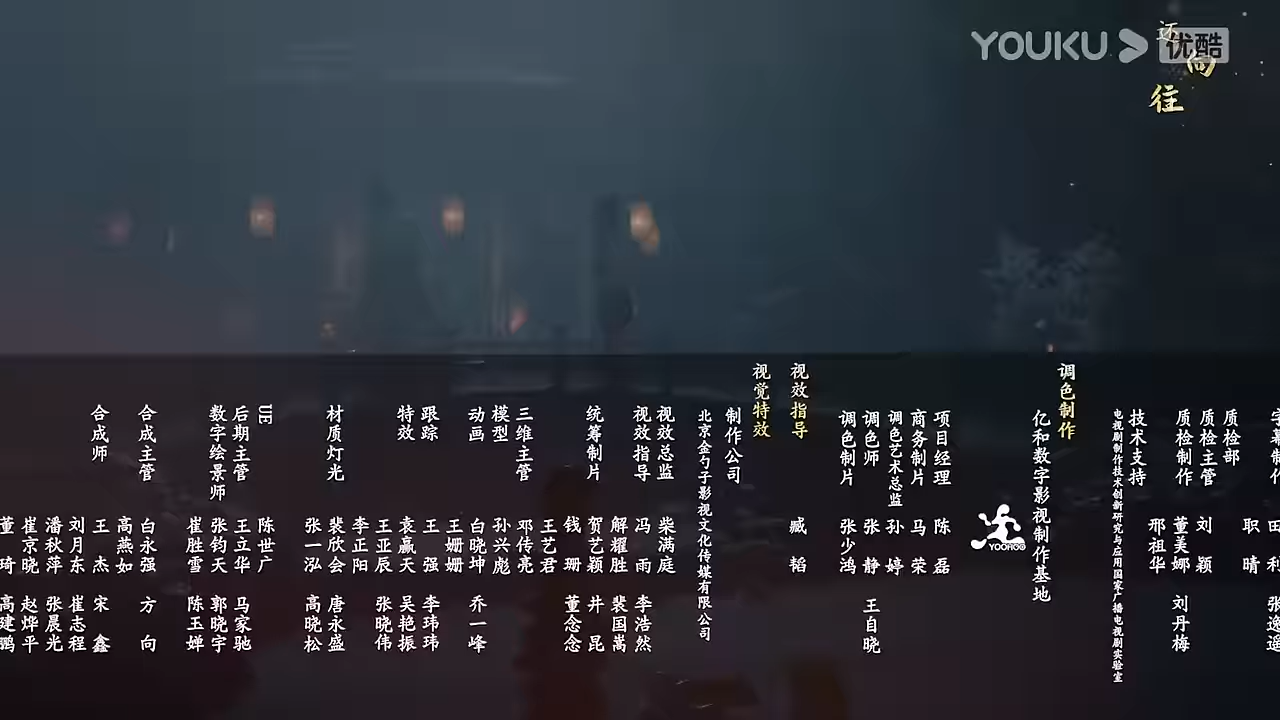 YOUKU 优酷
还
向
往
字幕制作
田 利 张逸遥
职 晴
质检部
质检主管
刘 颖
质检制作
董美娜 刘丹梅
邢祖华
技术支持
电视剧制作技术创新研究与应用国家广播电视剧实验室
调色制作
亿和数字影视制作基地
YOOHOO
项目经理
陈 磊
商务制片
马 荣
调色艺术总监
孙 婷
调色师
张 静 王自晓
调色制片
张少鸿
视效指导
臧 韬
视觉特效
制作公司
北京金勺子影视文化传媒有限公司
视效总监
柴满庭
视效指导
冯 雨 李浩然
解耀胜 裴国嵩
统筹制片
贺艺颖 井 昆
钱 珊 董念念
三维主管
王艺君
邓传亮
模型
孙兴彪
动画
白晓坤 乔一峰
王姗姗
跟踪
王 强 李玮玮
特效
袁赢天 吴艳振
王亚辰 张晓伟
李正阳
材质灯光
裴欣会 唐永盛
张一泓 高晓松
UE
陈世广
后期主管
王立华 马家驰
数字绘景师
张钧天 郭晓宇
崔胜雪 陈玉婵
合成主管
白永强 方 向
高燕如
合成师
王 杰 宋 鑫
刘月东 崔志程
潘秋萍 张晨光
崔京晓 赵烨平
董 琦 高建鹏